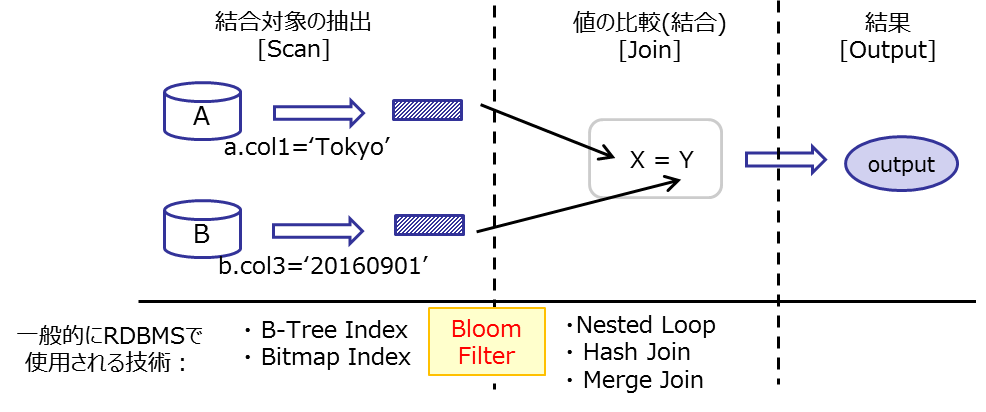 結合対象の抽出
[Scan]
値の比較(結合)
[Join]
結果
[Output]
A
a.col1=‘Tokyo’
B
b.col3=‘20160901’
X = Y
output
一般的にRDBMSで
使用される技術：
・ B-Tree Index
・ Bitmap Index
Bloom
Filter
・Nested Loop
・ Hash Join
・ Merge Join